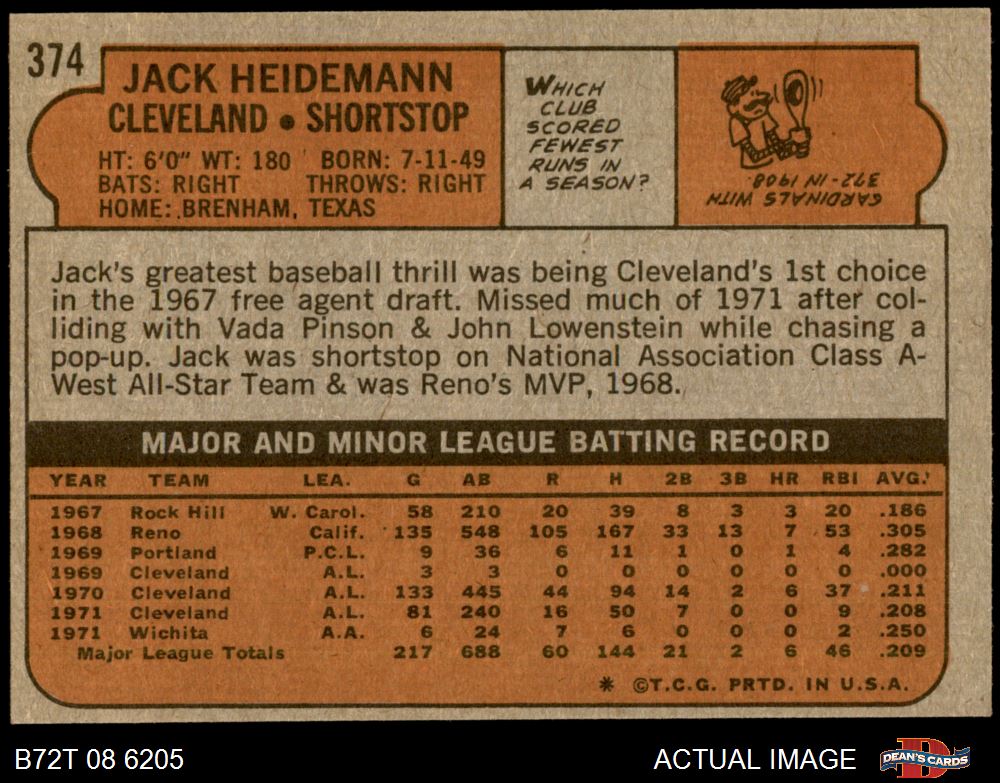 374
JACK HEIDEMANN
CLEVELAND • SHORTSTOP
HT: 6'0" WT: 180 BORN: 7-11-49
BATS: RIGHT THROWS: RIGHT
HOME: BRENHAM, TEXAS
WHICH
CLUB
SCORED
FEWEST
RUNS IN
A SEASON?
CARDINALS WITH
372 - IN 1908.
Jack's greatest baseball thrill was being Cleveland's 1st choice
in the 1967 free agent draft. Missed much of 1971 after col-
liding with Vada Pinson & John Lowenstein while chasing a
pop-up. Jack was shortstop on National Association Class A-
West All-Star Team & was Reno's MVP, 1968.
MAJOR AND MINOR LEAGUE BATTING RECORD
YEAR TEAM LEA. G AB R H 2B 3B HR RBI AVG.
1967 Rock Hill W. Carol. 58 210 20 39 8 3 3 20 .186
1968 Reno Calif. 135 548 105 167 33 13 7 53 .305
1969 Portland P.C.L. 9 36 6 11 1 0 1 4 .282
1969 Cleveland A.L. 3 3 0 0 0 0 0 0 .000
1970 Cleveland A.L. 133 445 44 94 14 2 6 37 .211
1971 Cleveland A.L. 81 240 16 50 7 0 0 9 .208
1971 Wichita A.A. 6 24 7 6 0 0 0 2 .250
Major League Totals 217 688 60 144 21 2 6 46 .209
* ©T.C.G. PRTD. IN U.S.A.
B72T 08 6205
ACTUAL IMAGE
D
DEAN'S CARDS